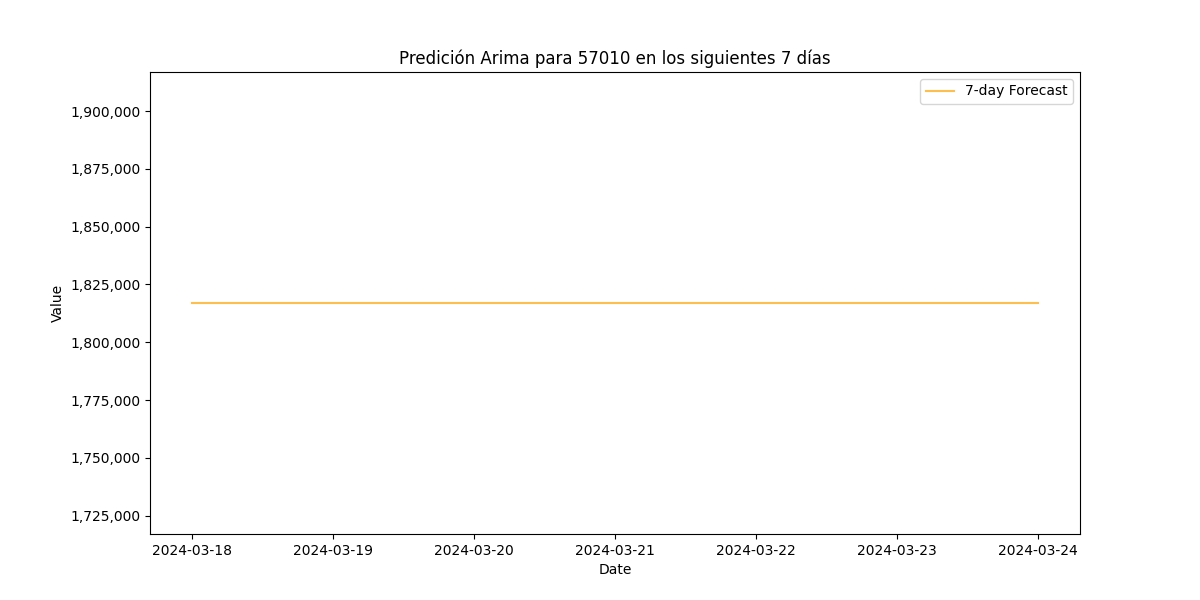 Predición Arima para 57010 en los siguientes 7 días
7-day Forecast
1,900,000
1,875,000
1,850,000
1,825,000
1,800,000
1,775,000
1,750,000
1,725,000
Value
2024-03-18 2024-03-19 2024-03-20 2024-03-21 2024-03-22 2024-03-23 2024-03-24
Date